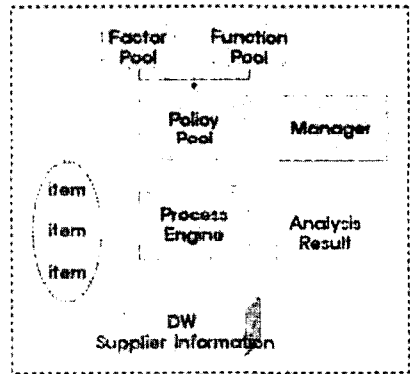 Factor Pool
Function Pool
Policy Pool
Manager
item
item
item
Process Engine
Analysis Result
DW
Supplier Information